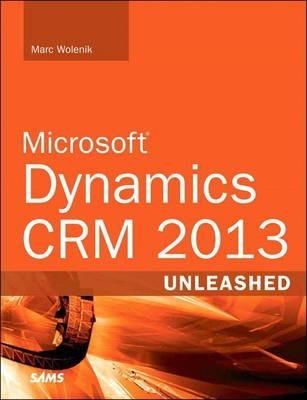 Marc Wolenik
Microsoft®
Dynamics
CRM 2013
UNLEASHED
SAMS